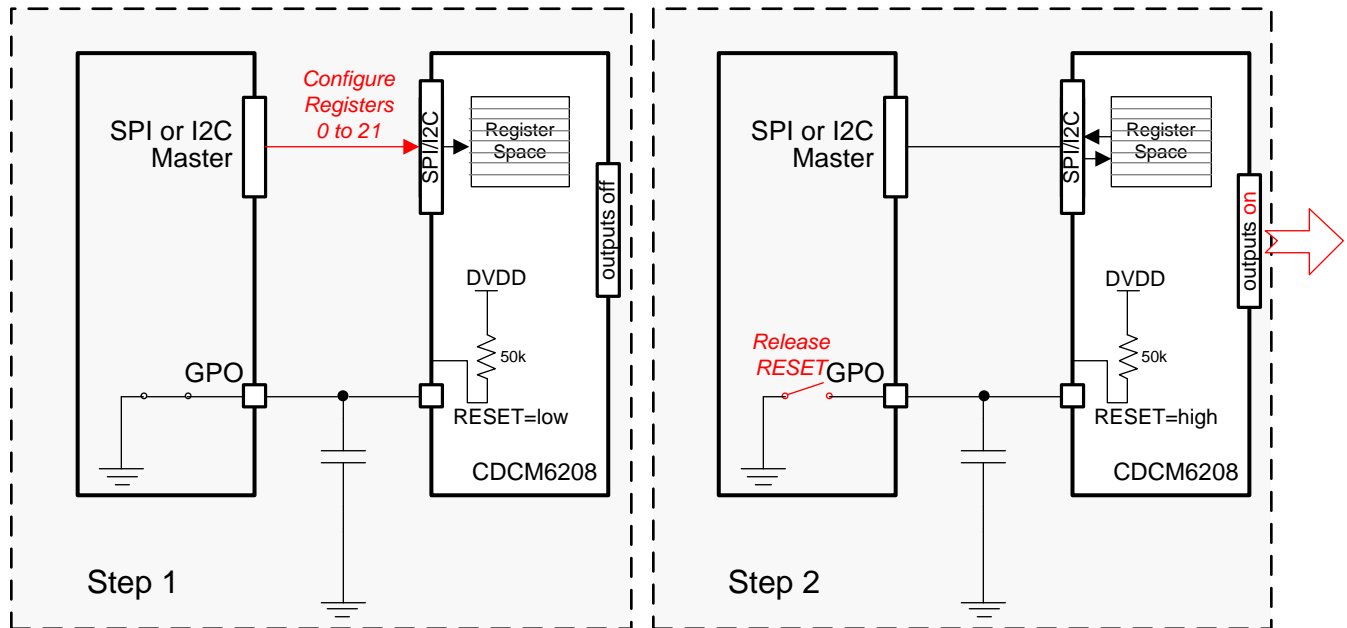 Configure
Registers
0 to 21
SPI or I2C
Master
SPI/I2C
Register
Space
outputs off
DVDD
50k
GPO
RESET=low
CDCM6208
Step 1
SPI or I2C
Master
SPI/I2C
Register
Space
outputs on
DVDD
50k
Release
RESET
GPO
RESET=high
CDCM6208
Step 2